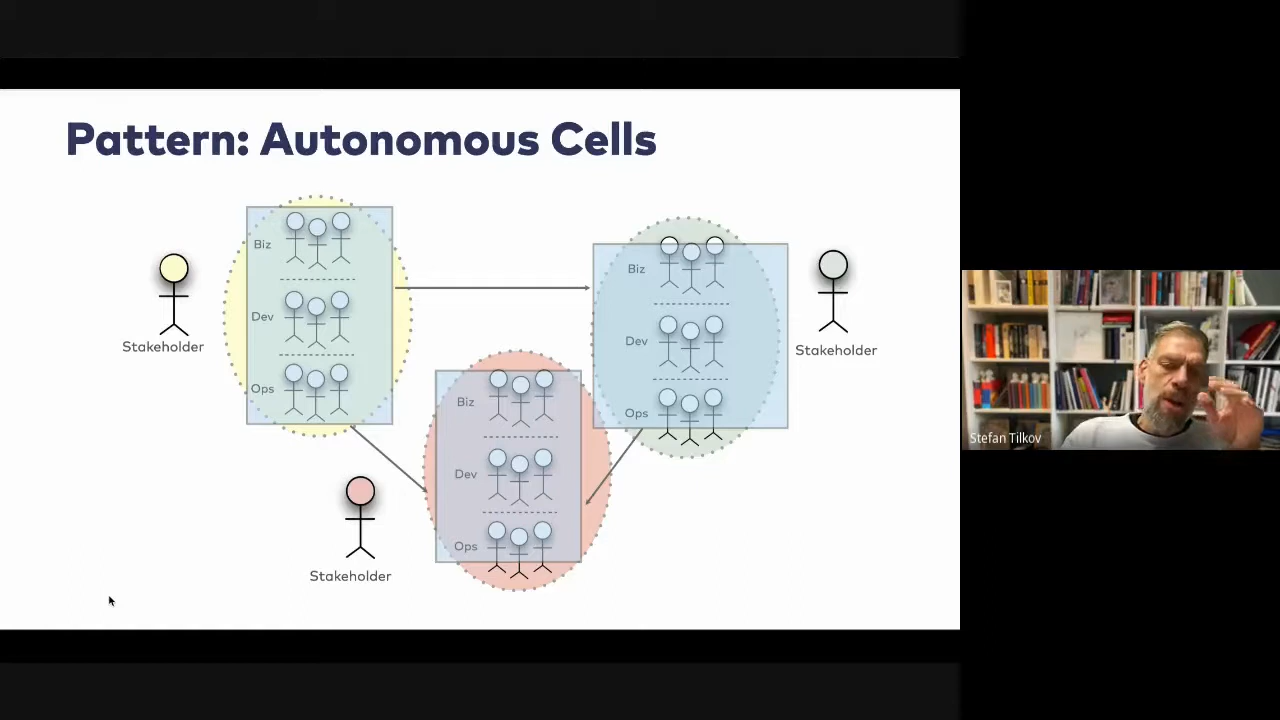 Pattern: Autonomous Cells
Biz
Dev
Ops
Stakeholder
Biz
Dev
Ops
Stakeholder
Biz
Dev
Ops
Stakeholder
Stefan Tilkov